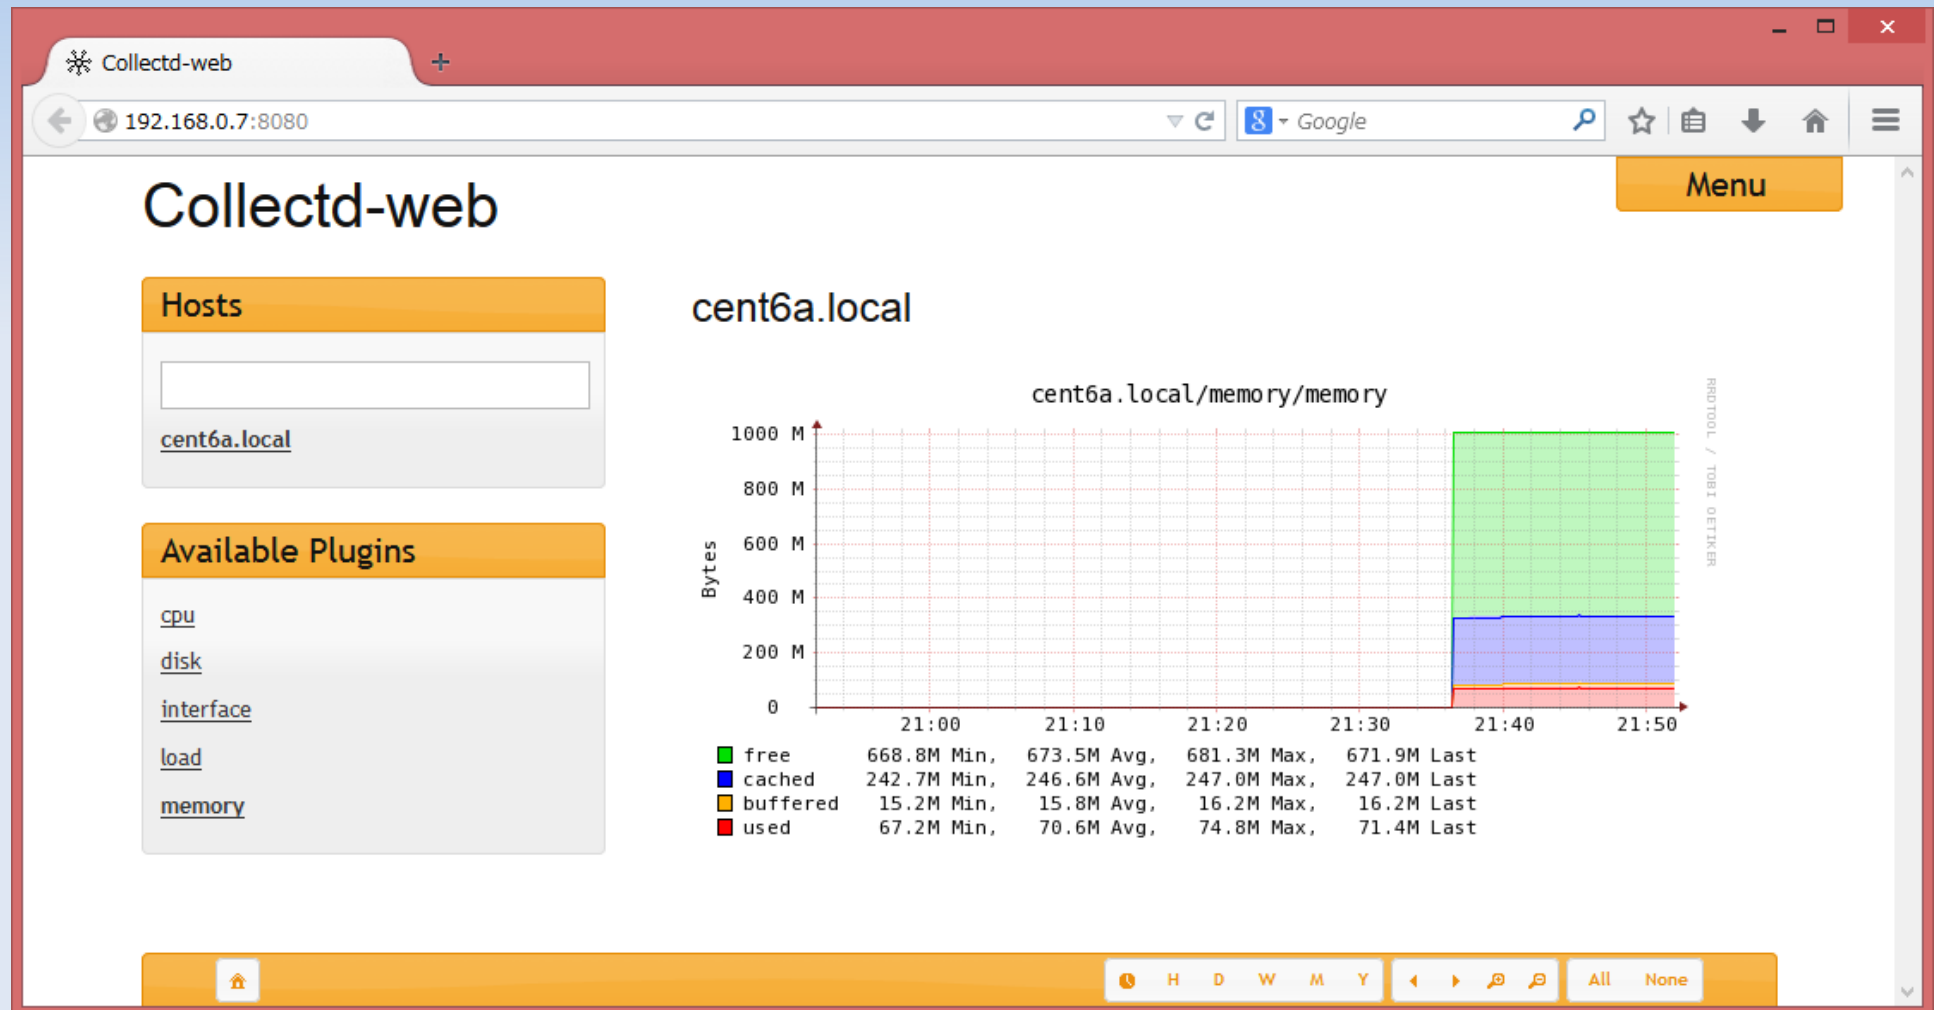 Collectd-web
192.168.0.7:8080
8 Google
Menu
Collectd-web
Hosts
cent6a.local
Available Plugins
cpu
disk
interface
load
memory
cent6a.local
cent6a.local/memory/memory
RRDTOOL / TOBI OETIKER
Bytes
1000 M
800 M
600 M
400 M
200 M
0
21:00 21:10 21:20 21:30 21:40 21:50
free 668.8M Min, 673.5M Avg, 681.3M Max, 671.9M Last
cached 242.7M Min, 246.6M Avg, 247.0M Max, 247.0M Last
buffered 15.2M Min, 15.8M Avg, 16.2M Max, 16.2M Last
used 67.2M Min, 70.6M Avg, 74.8M Max, 71.4M Last
H D W M Y All None